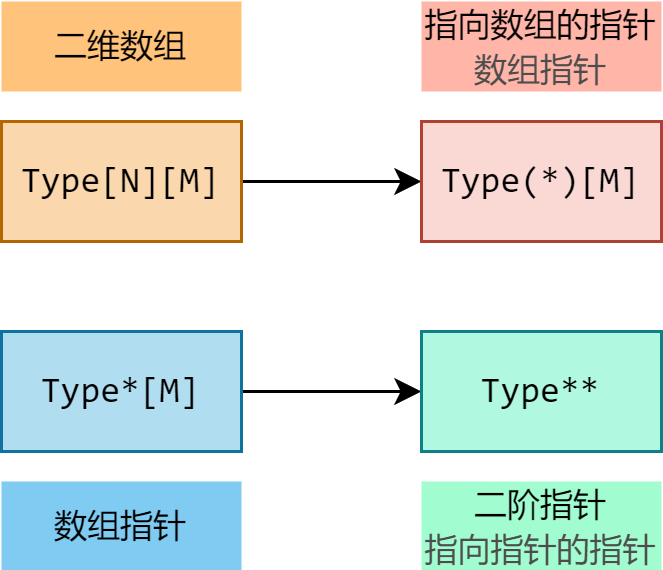 二维数组
指向数组的指针
数组指针
Type[N][M]
Type(*)[M]
Type*[M]
Type**
数组指针
二阶指针
指向指针的指针